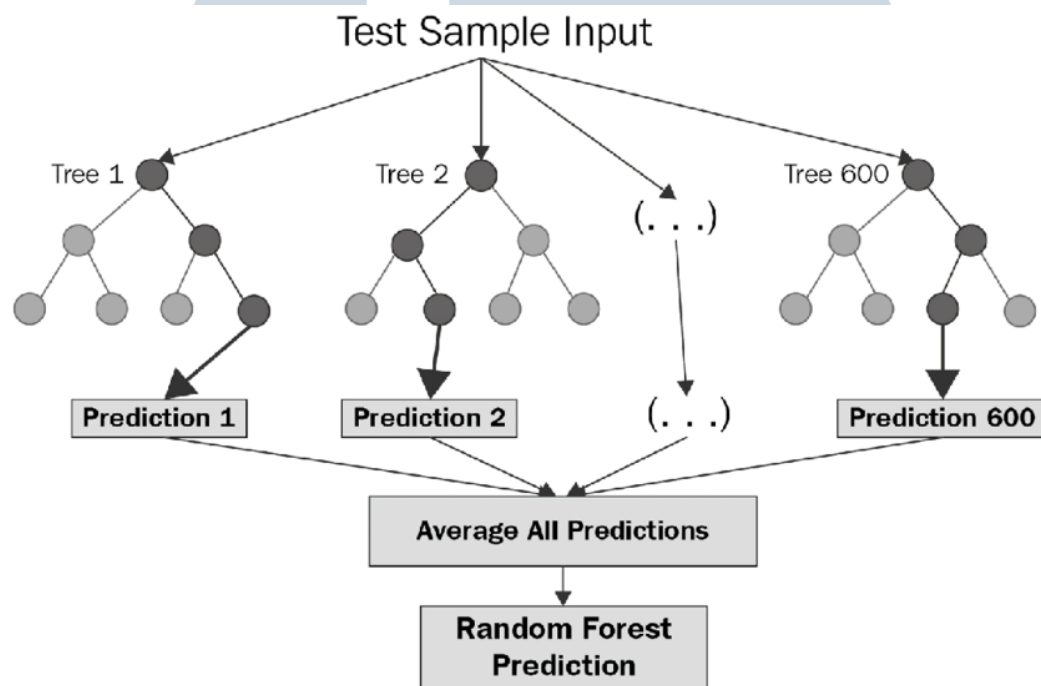 Test Sample Input
Tree 1
Tree 2
Tree 600
(. . .)
(. . .)
Prediction 1
Prediction 2
Prediction 600
Average All Predictions
Random Forest
Prediction